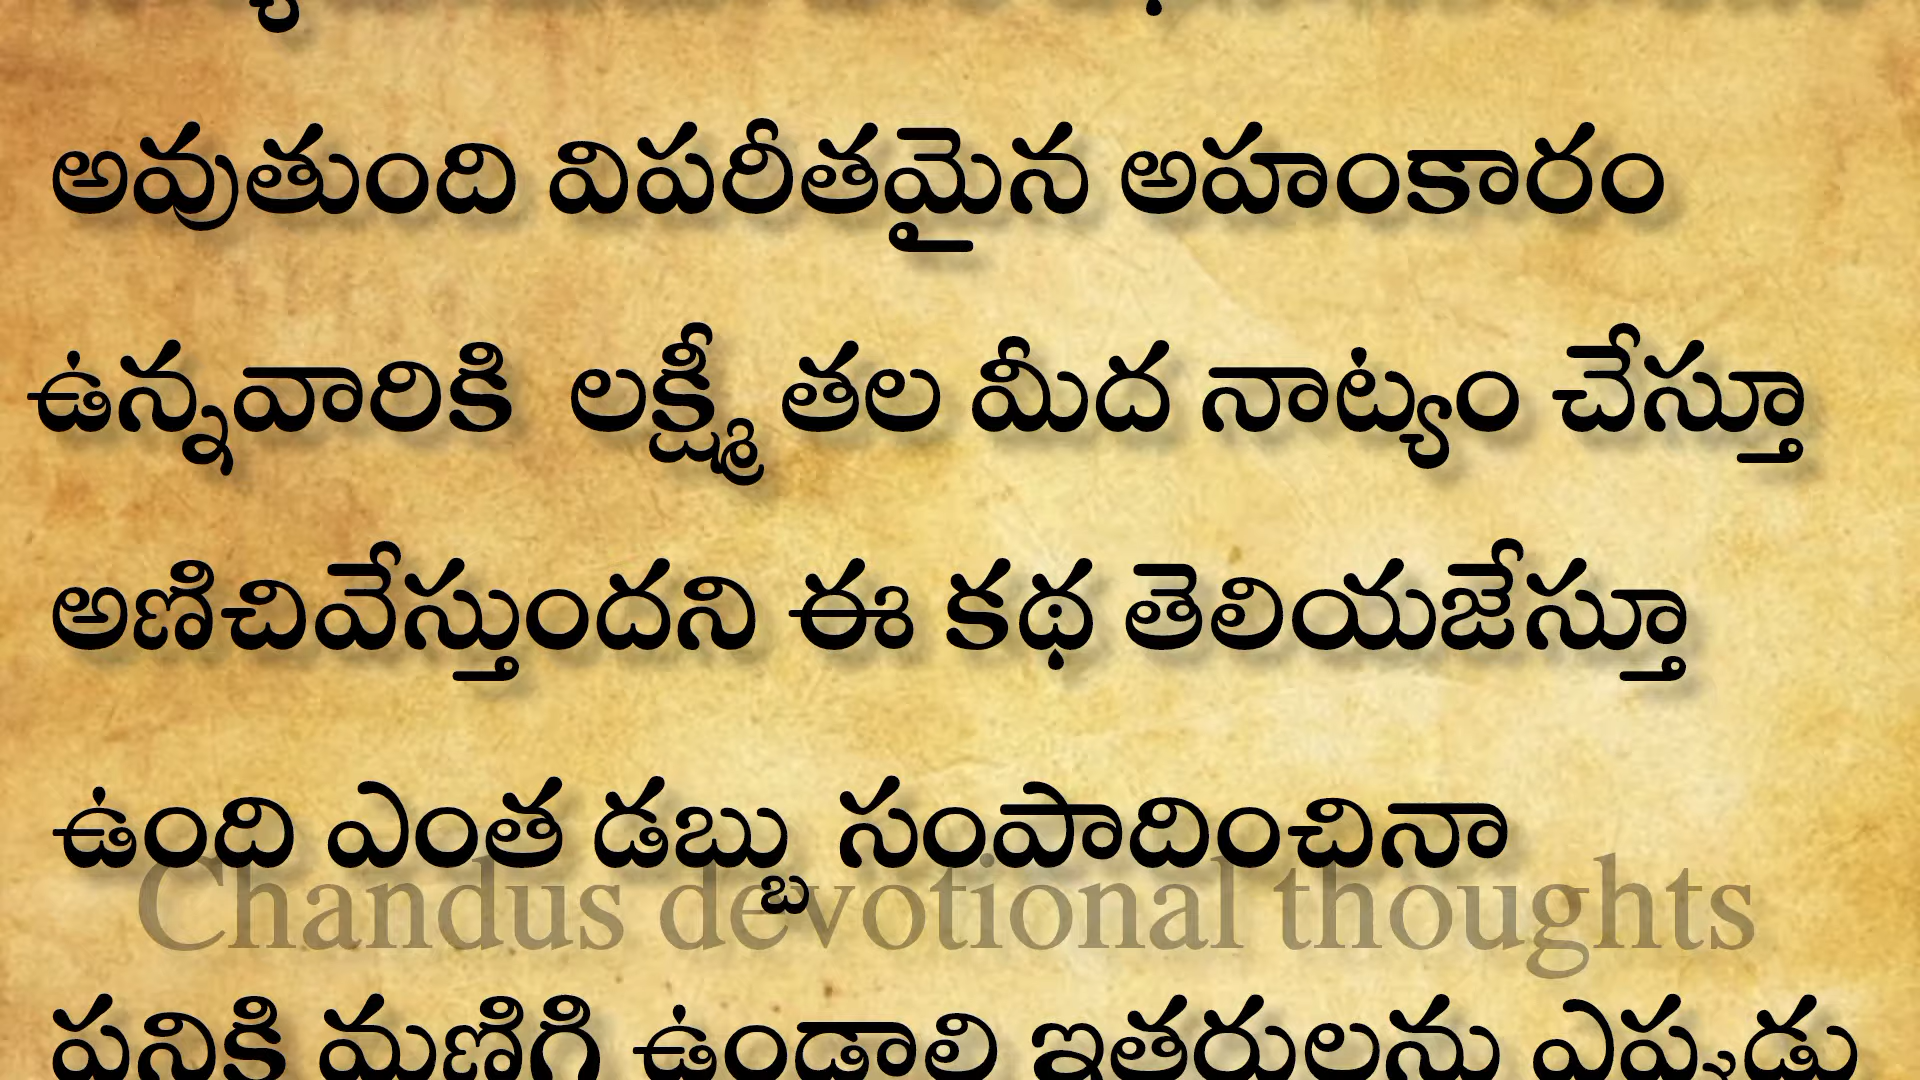 అవుతుంది విపరీతమైన అహంకారం
ఉన్నవారికి లక్ష్మీ తల మీద నాట్యం చేస్తూ
అణిచివేస్తుందని ఈ కథ తెలియజేస్తూ
ఉంది ఎంత డబ్బు సంపాదించినా
Chandus devotional thoughts
పనికి మణిగి ఉండాలి ఇతరులను ఎప్పుడు